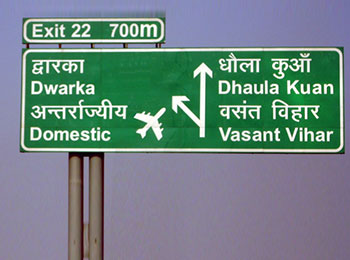 Exit 22 700m
द्वारका
Dwarka
अन्तर्राज्यीय
Domestic
धौला कुआँ
Dhaula Kuan
वसंत विहार
Vasant Vihar